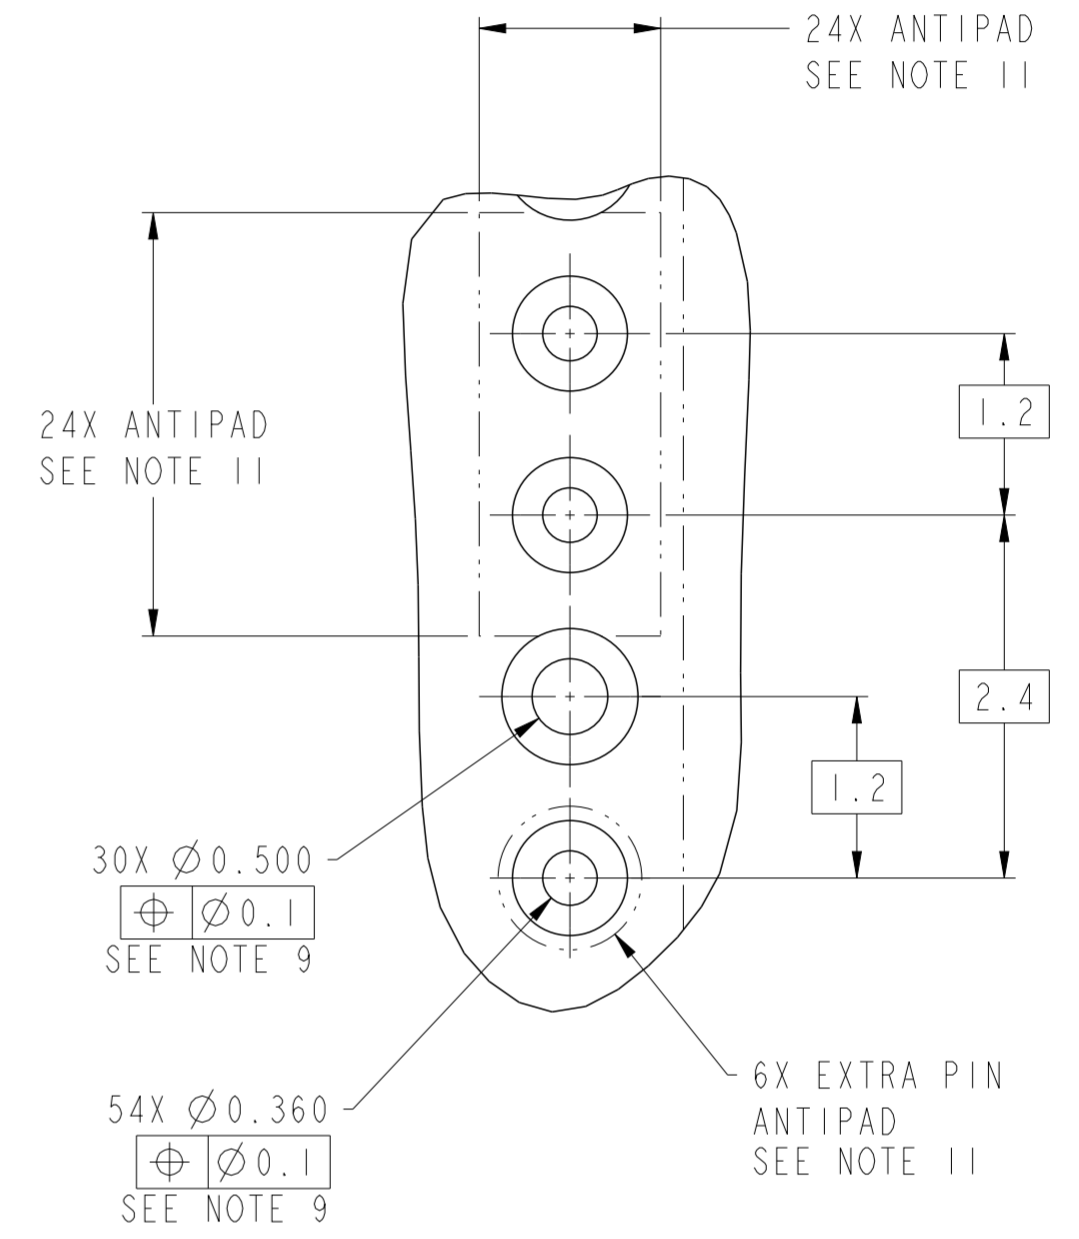 24X ANTIPAD
SEE NOTE 11
24X ANTIPAD
SEE NOTE 11
1.2
2.4
1.2
30X Ø0.500
⌖ Ø0.1
SEE NOTE 9
54X Ø0.360
⌖ Ø0.1
SEE NOTE 9
6X EXTRA PIN
ANTIPAD
SEE NOTE 11